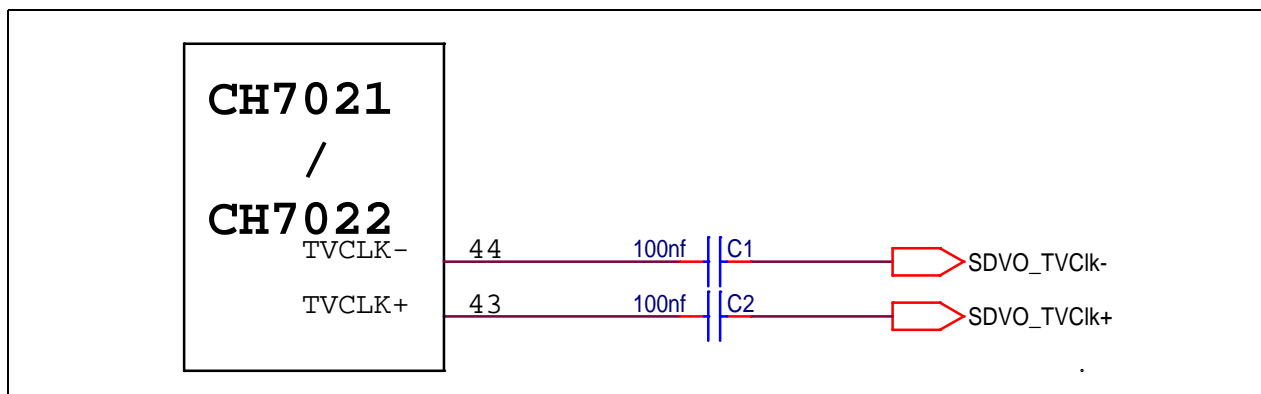 CH7021
/
CH7022
TVCLK- 44 100nf C1 SDVO_TVClk-
TVCLK+ 43 100nf C2 SDVO_TVClk+
.